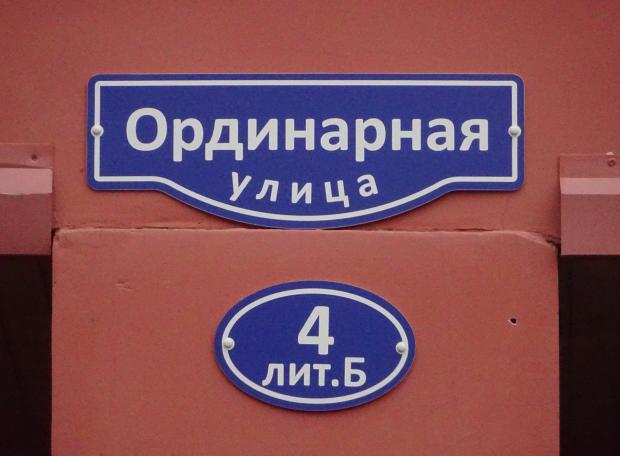 Ординарная
улица
4
лит.Б